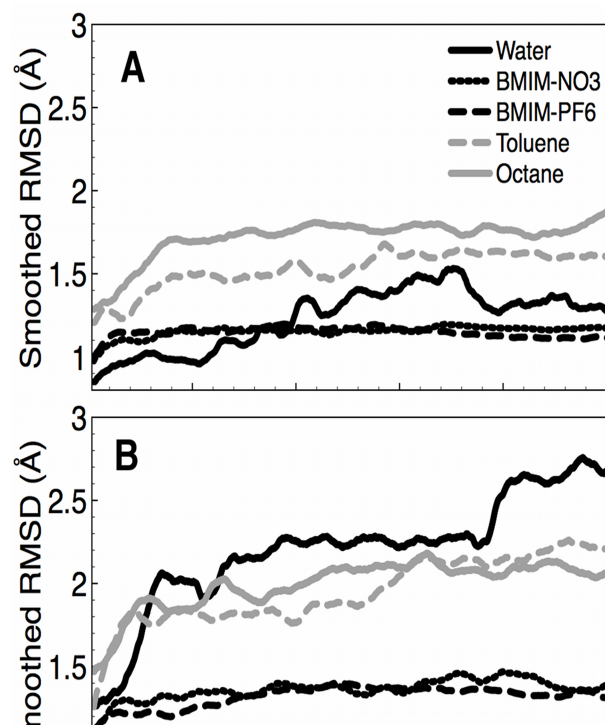 3
A
Water
BMIM-NO3
BMIM-PF6
Toluene
Octane
2.5
2
1.5
1
Smoothed RMSD (Å)
3
B
2.5
2
1.5
moothed RMSD (Å)